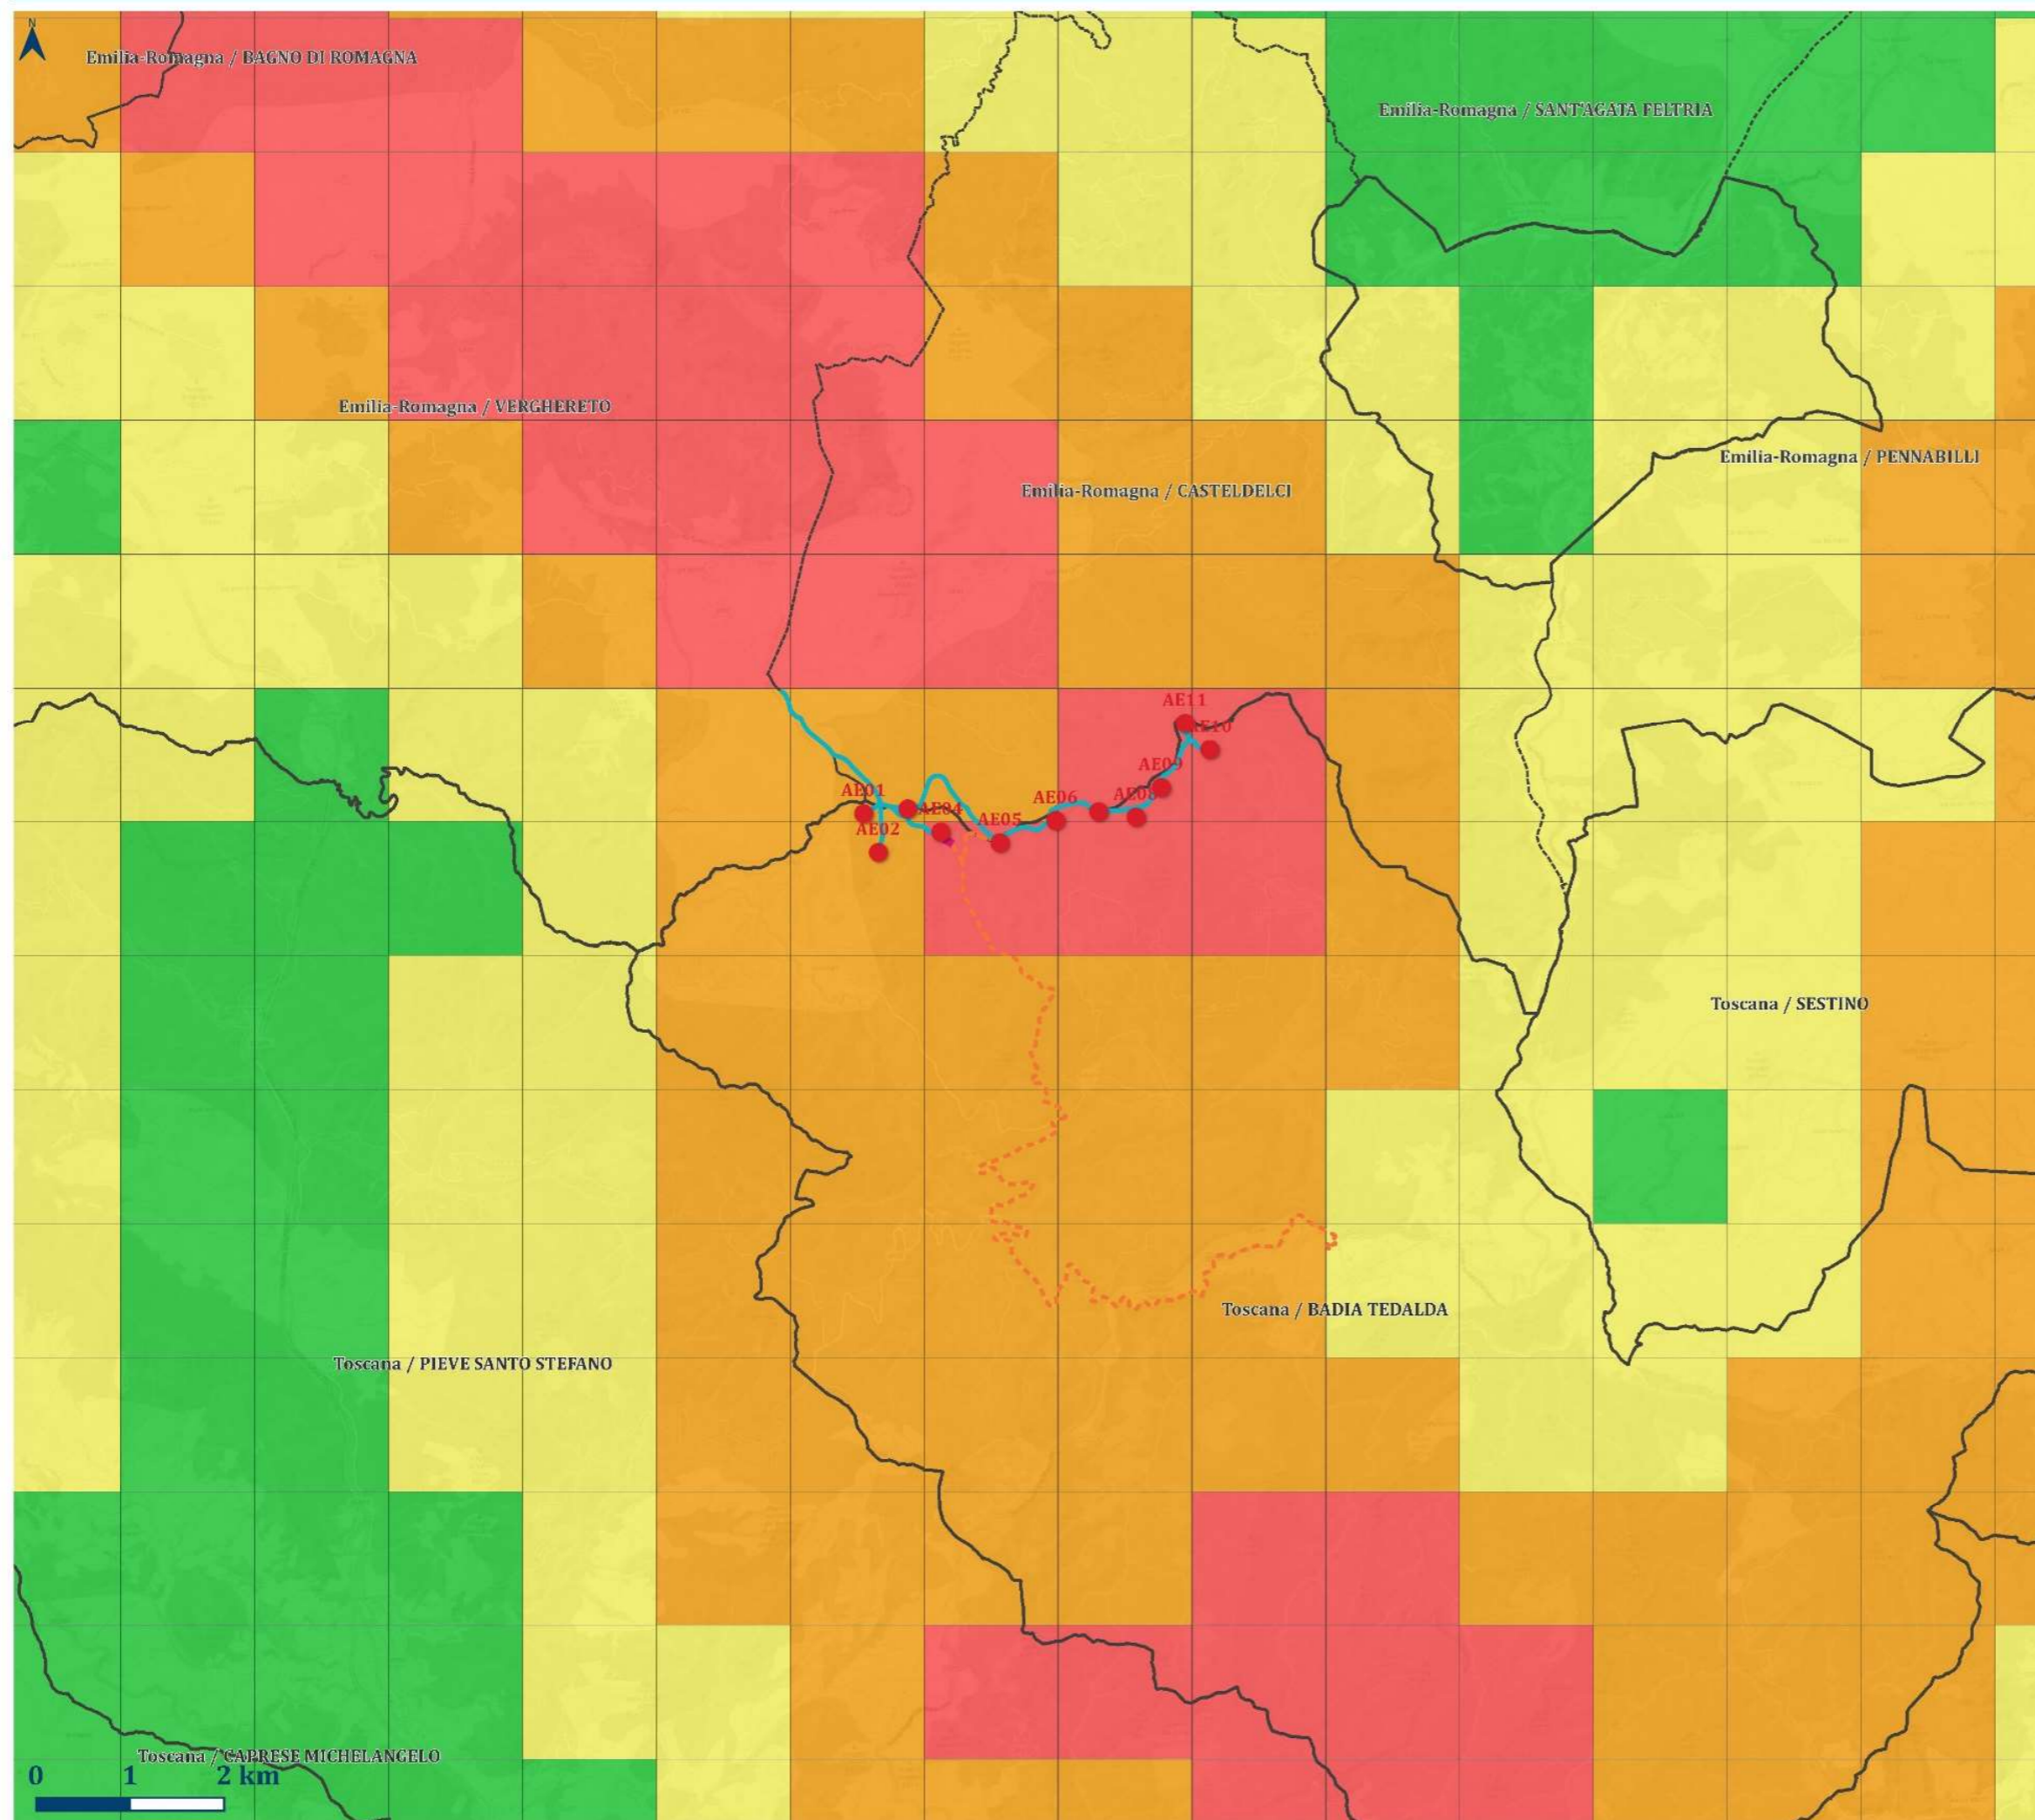 N
Emilia-Romagna / BAGNO DI ROMAGNA
Emilia-Romagna / SANT'AGATA FELTRIA
Emilia-Romagna / VERGHERETO
Emilia-Romagna / PENNABILLI
Emilia-Romagna / CASTELDELCI
AE11
AE10
AE09
AE01
AE06
AE08
AE04
AE05
AE02
Toscana / SESTINO
Toscana / BADIA TEDALDA
Toscana / PIEVE SANTO STEFANO
Toscana / CAPRESE MICHELANGELO
0 1 2 km